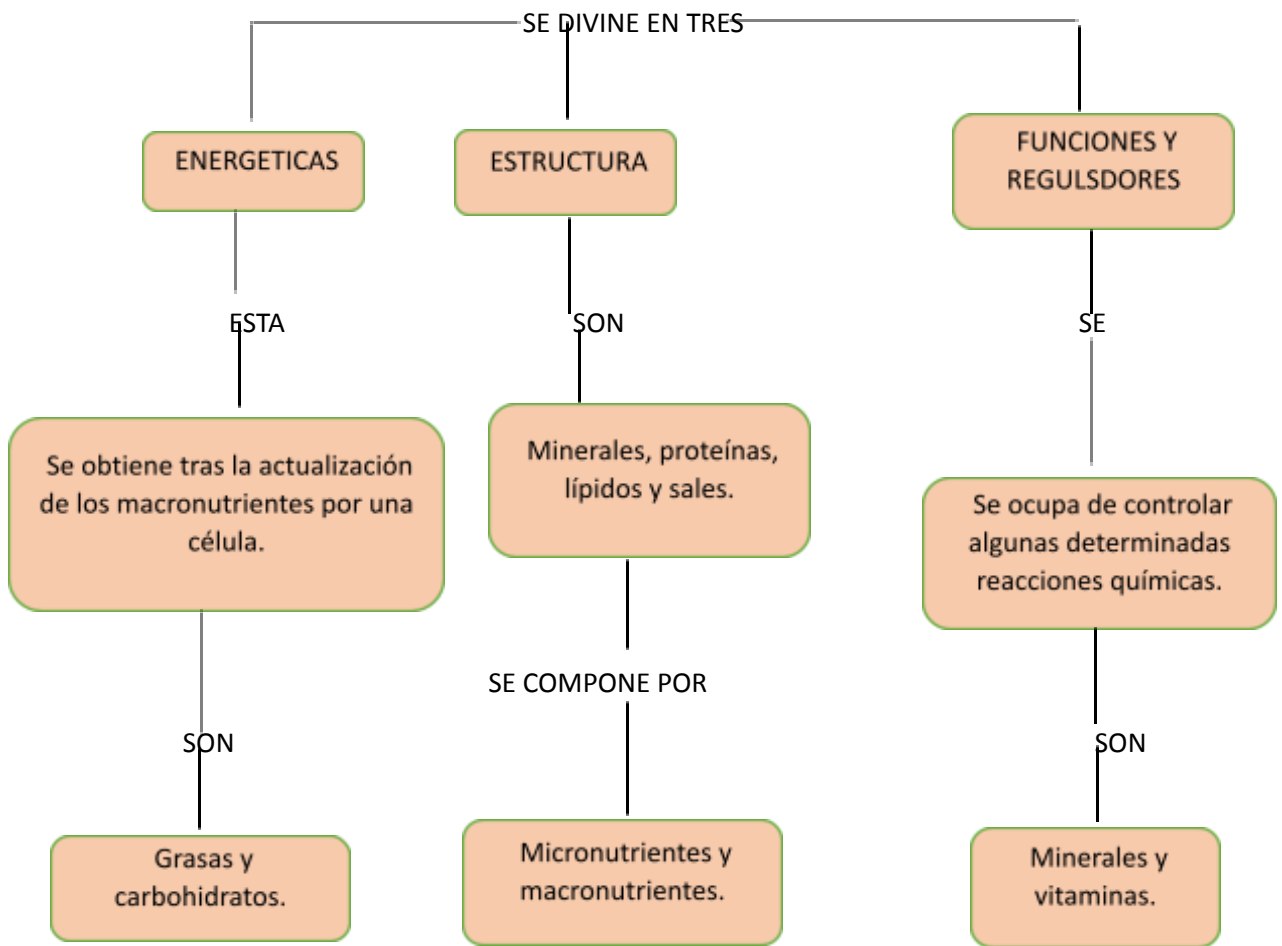 SE DIVINE EN TRES
ENERGETICAS
ESTRUCTURA
FUNCIONES Y
REGULSDORES
ESTA
SON
SE
Se obtiene tras la actualización
de los macronutrientes por una
célula.
Minerales, proteínas,
lípidos y sales.
Se ocupa de controlar
algunas determinadas
reacciones químicas.
SON
SE COMPONE POR
SON
Grasas y
carbohidratos.
Micronutrientes y
macronutrientes.
Minerales y
vitaminas.